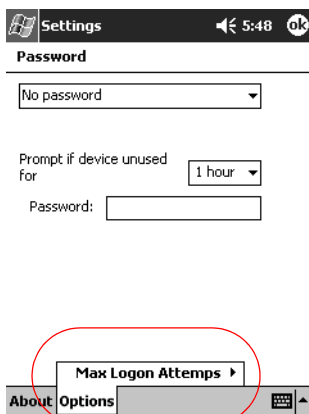 Settings 5:48 ok
Password
No password
Prompt if device unused
for 1 hour
Password:
Max Logon Attemps
About Options